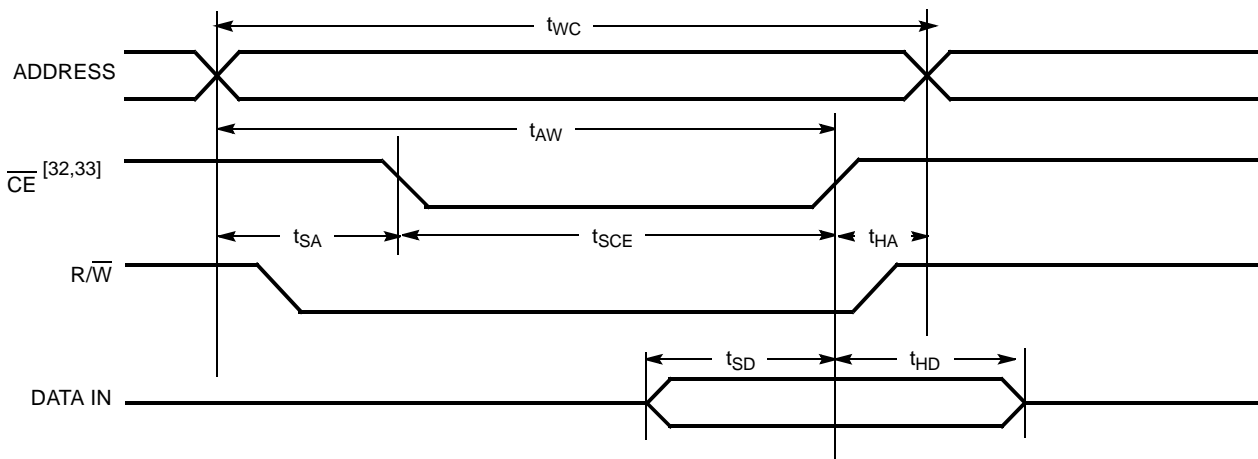 tWC
ADDRESS
tAW
CE [32,33]
tSA
tSCE
tHA
R/W
tSD
tHD
DATA IN